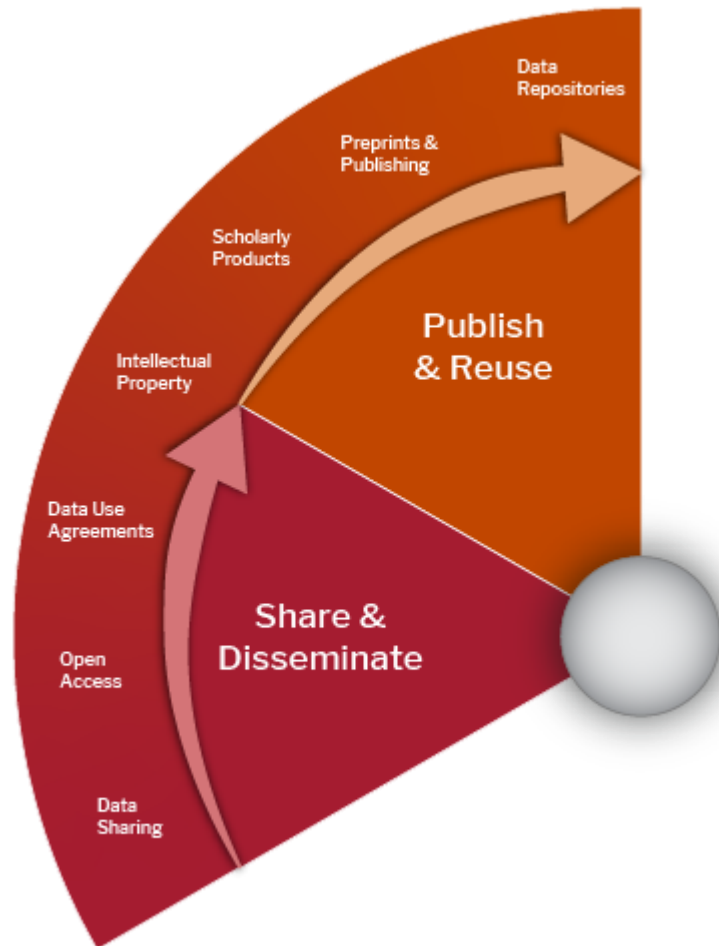 Data
Repositories
Preprints &
Publishing
Scholarly
Products
Intellectual
Property
Publish
& Reuse
Data Use
Agreements
Share &
Disseminate
Open
Access
Data
Sharing